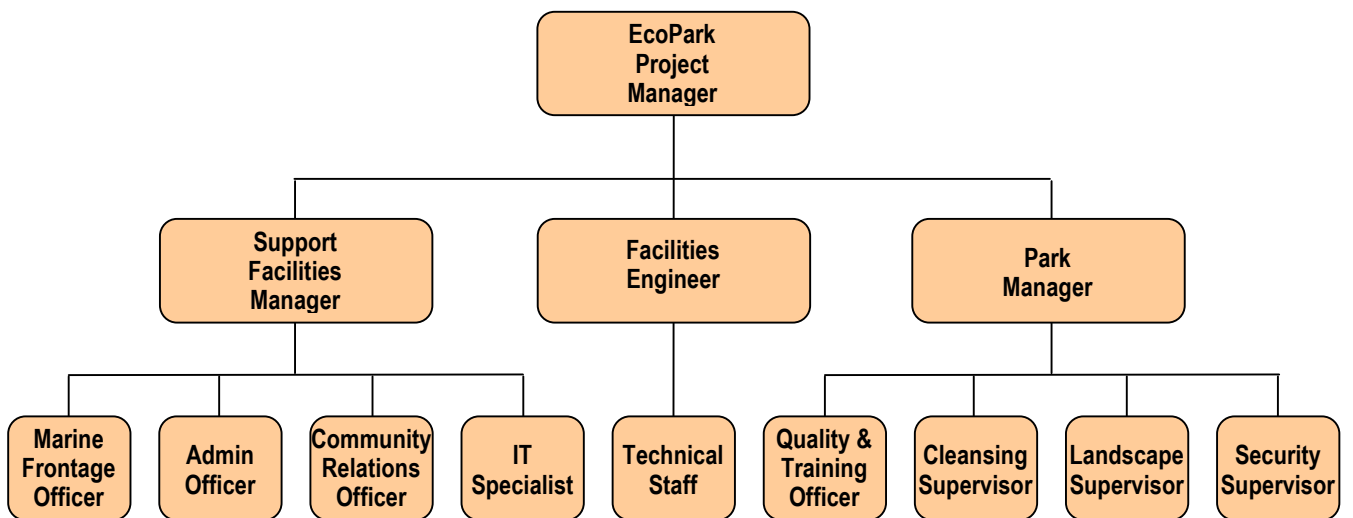 EcoPark
Project
Manager
Support
Facilities
Manager
Facilities
Engineer
Park
Manager
Marine
Frontage
Officer
Admin
Officer
Community
Relations
Officer
IT
Specialist
Technical
Staff
Quality &
Training
Officer
Cleansing
Supervisor
Landscape
Supervisor
Security
Supervisor